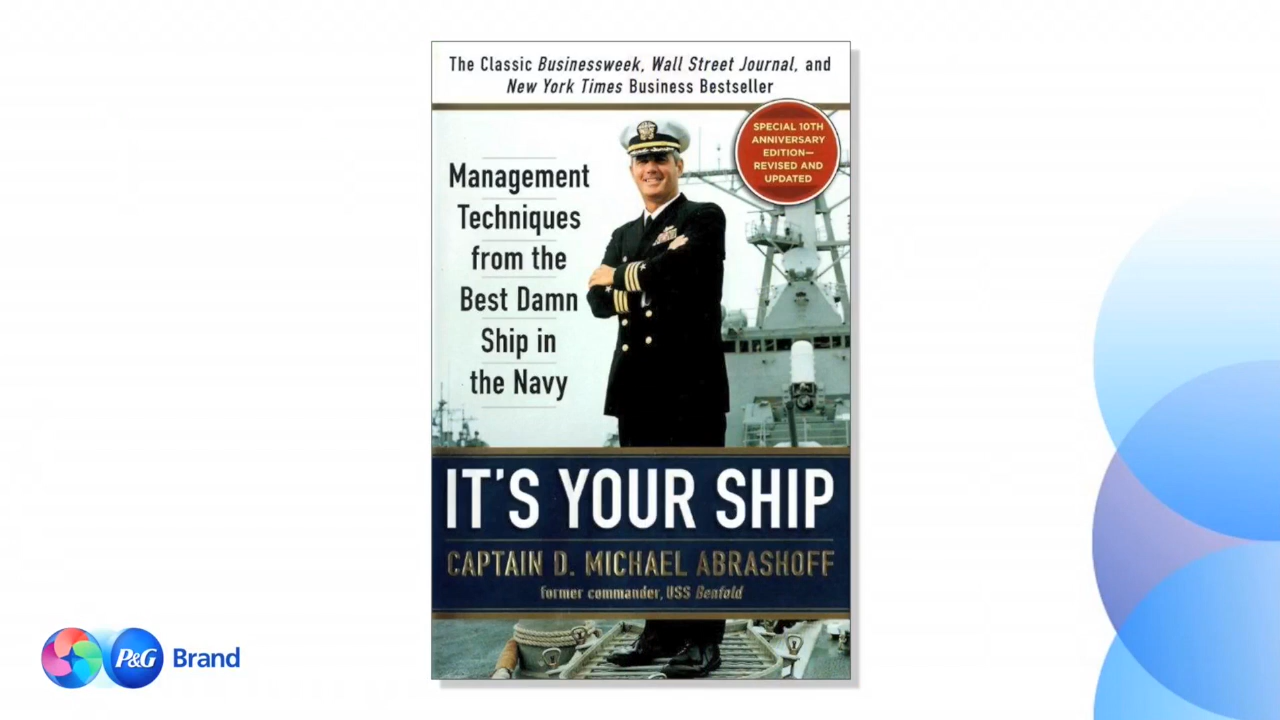 The Classic Businessweek, Wall Street Journal, and
New York Times Business Bestseller
SPECIAL 10TH
ANNIVERSARY
EDITION—
REVISED AND
UPDATED
Management
Techniques
from the
Best Damn
Ship in
the Navy
IT'S YOUR SHIP
CAPTAIN D. MICHAEL ABRASHOFF
former commander, USS Benfold
P&G Brand